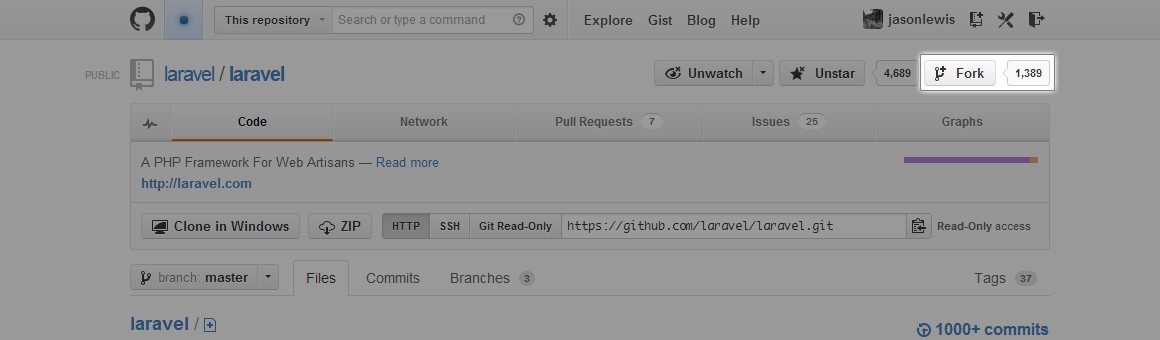 This repository Search or type a command Explore Gist Blog Help jasonlewis
PUBLIC laravel / laravel Unwatch Unstar 4,689 Fork 1,389
Code Network Pull Requests 7 Issues 25 Graphs
A PHP Framework For Web Artisans — Read more
http://laravel.com
Clone in Windows ZIP HTTP SSH Git Read-Only https://github.com/laravel/laravel.git Read-Only access
branch: master Files Commits Branches 3 Tags 37
laravel / 1000+ commits